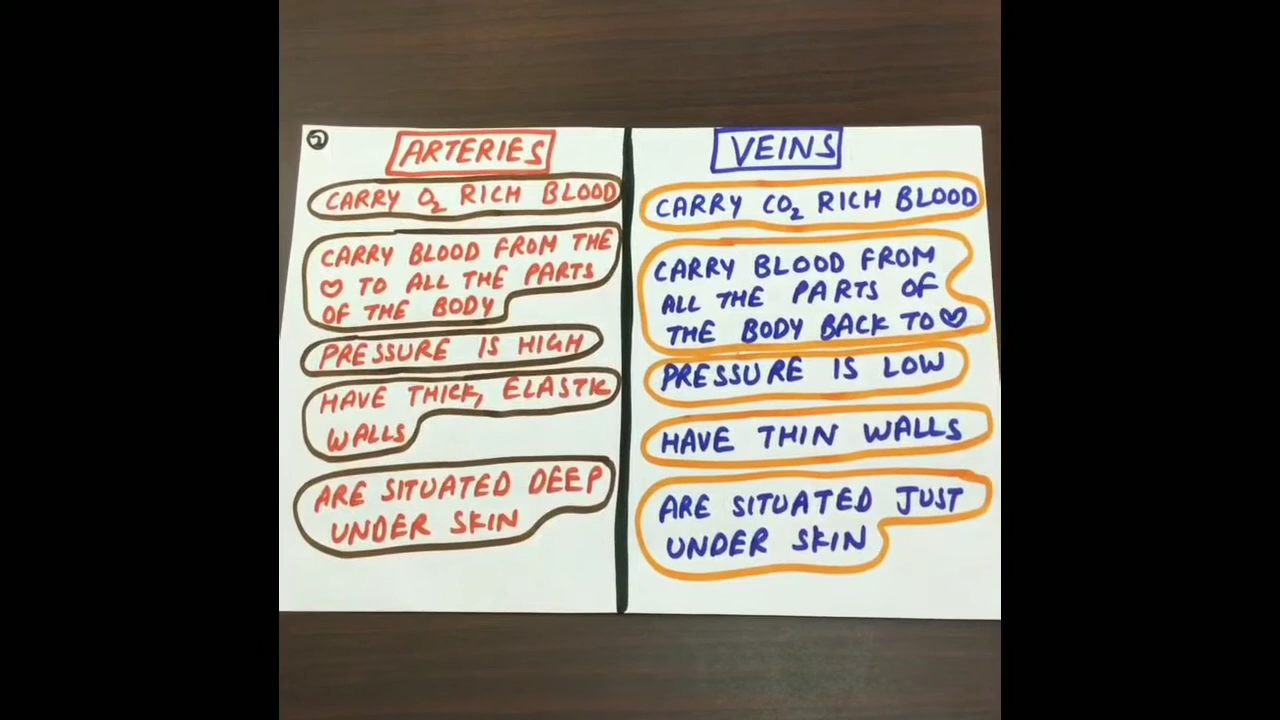 2
ARTERIES
CARRY O₂ RICH BLOOD
CARRY BLOOD FROM THE
♡ TO ALL THE PARTS
OF THE BODY
PRESSURE IS HIGH
HAVE THICK, ELASTIC
WALLS
ARE SITUATED DEEP
UNDER SKIN
VEINS
CARRY CO₂ RICH BLOOD
CARRY BLOOD FROM
ALL THE PARTS OF
THE BODY BACK TO ♡
PRESSURE IS LOW
HAVE THIN WALLS
ARE SITUATED JUST
UNDER SKIN